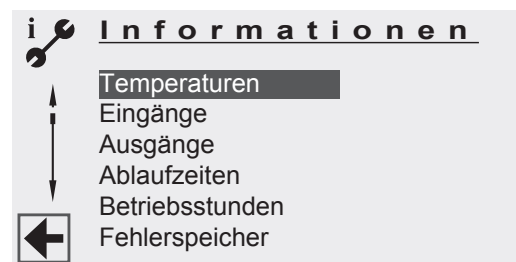 i Informationen
Temperaturen
Eingänge
Ausgänge
Ablaufzeiten
Betriebsstunden
Fehlerspeicher